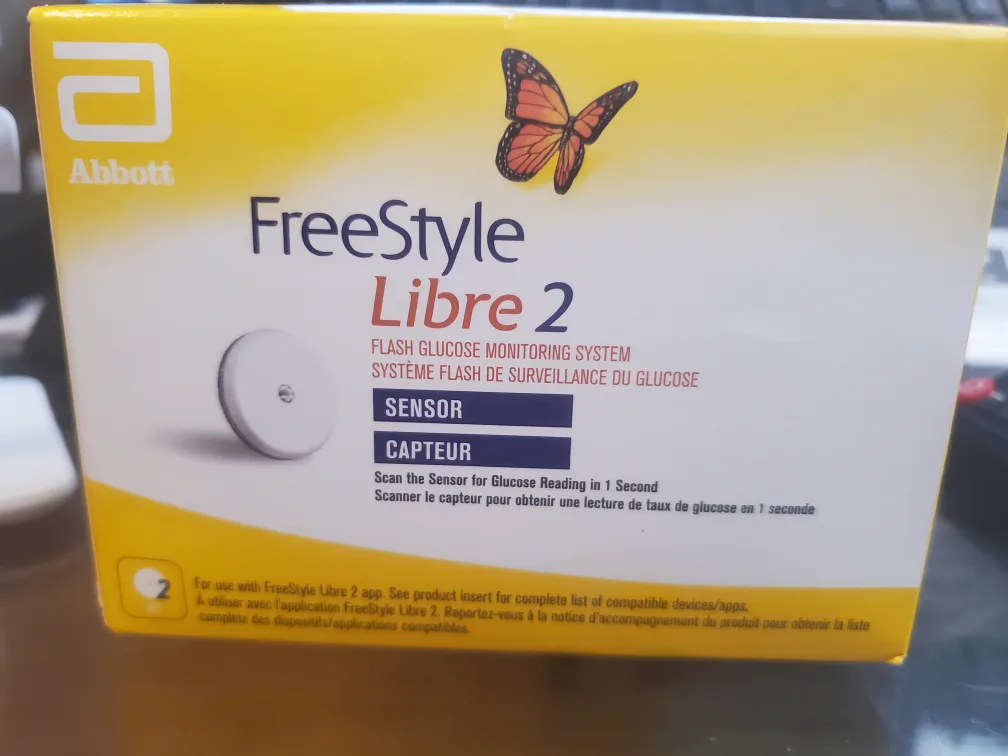 Abbott
FreeStyle
Libre 2
FLASH GLUCOSE MONITORING SYSTEM
SYSTÈME FLASH DE SURVEILLANCE DU GLUCOSE
SENSOR
CAPTEUR
Scan the Sensor for Glucose Reading in 1 Second
Scanner le capteur pour obtenir une lecture de taux de glucose en 1 seconde
2
For use with FreeStyle Libre 2 app. See product insert for complete list of compatible devices/apps.
À utiliser avec l'application FreeStyle Libre 2. Reportez-vous à la notice d'accompagnement du produit pour obtenir la liste
complète des dispositifs/applications compatibles.